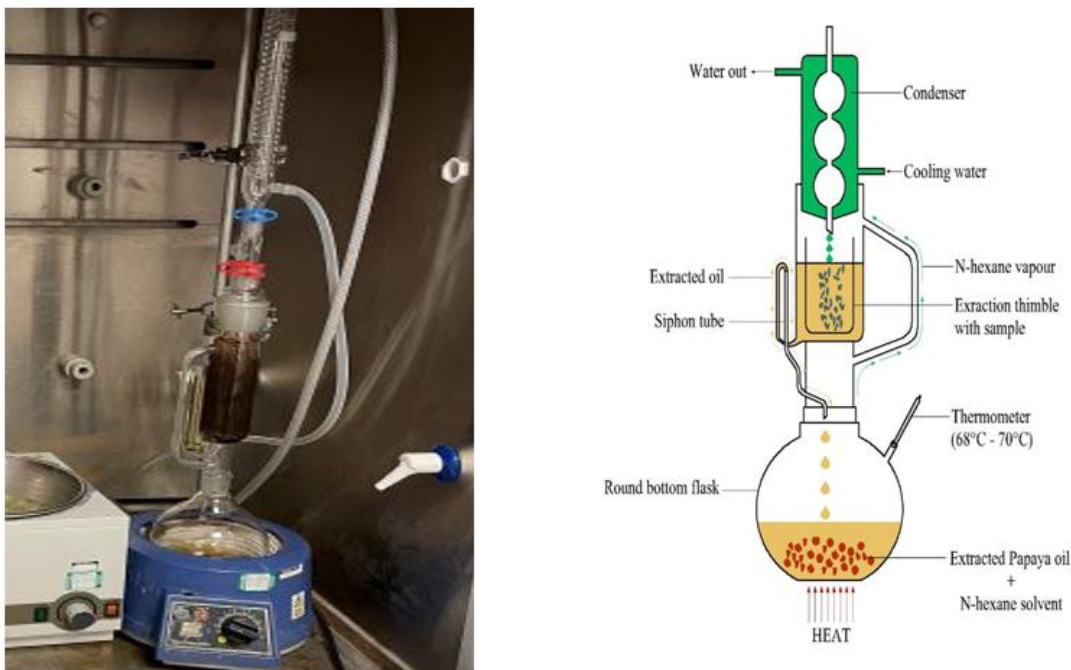 Water out
Condenser
Cooling water
Extracted oil
N-hexane vapour
Siphon tube
Exraction thimble
with sample
Thermometer
(68°C - 70°C)
Round bottom flask
Extracted Papaya oil
+
N-hexane solvent
HEAT